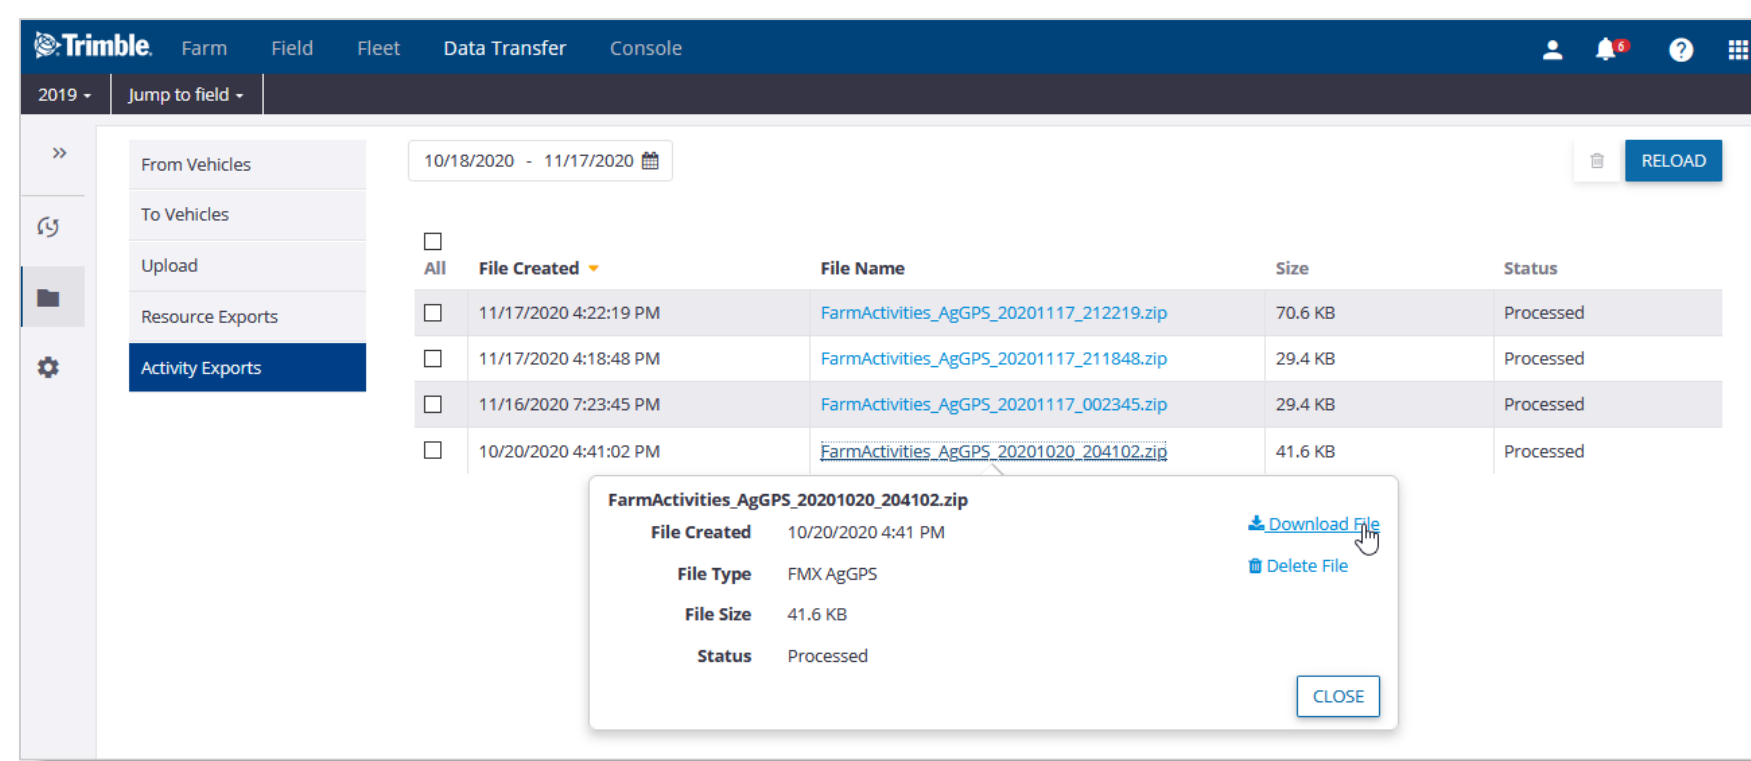 Trimble. Farm Field Fleet Data Transfer Console 6 ?
2019 Jump to field
From Vehicles
To Vehicles
Upload
Resource Exports
Activity Exports
10/18/2020 - 11/17/2020 RELOAD
All File Created File Name Size Status
11/17/2020 4:22:19 PM FarmActivities_AgGPS_20201117_212219.zip 70.6 KB Processed
11/17/2020 4:18:48 PM FarmActivities_AgGPS_20201117_211848.zip 29.4 KB Processed
11/16/2020 7:23:45 PM FarmActivities_AgGPS_20201117_002345.zip 29.4 KB Processed
10/20/2020 4:41:02 PM FarmActivities_AgGPS_20201020_204102.zip 41.6 KB Processed
FarmActivities_AgGPS_20201020_204102.zip
File Created 10/20/2020 4:41 PM Download File
File Type FMX AgGPS Delete File
File Size 41.6 KB
Status Processed
CLOSE